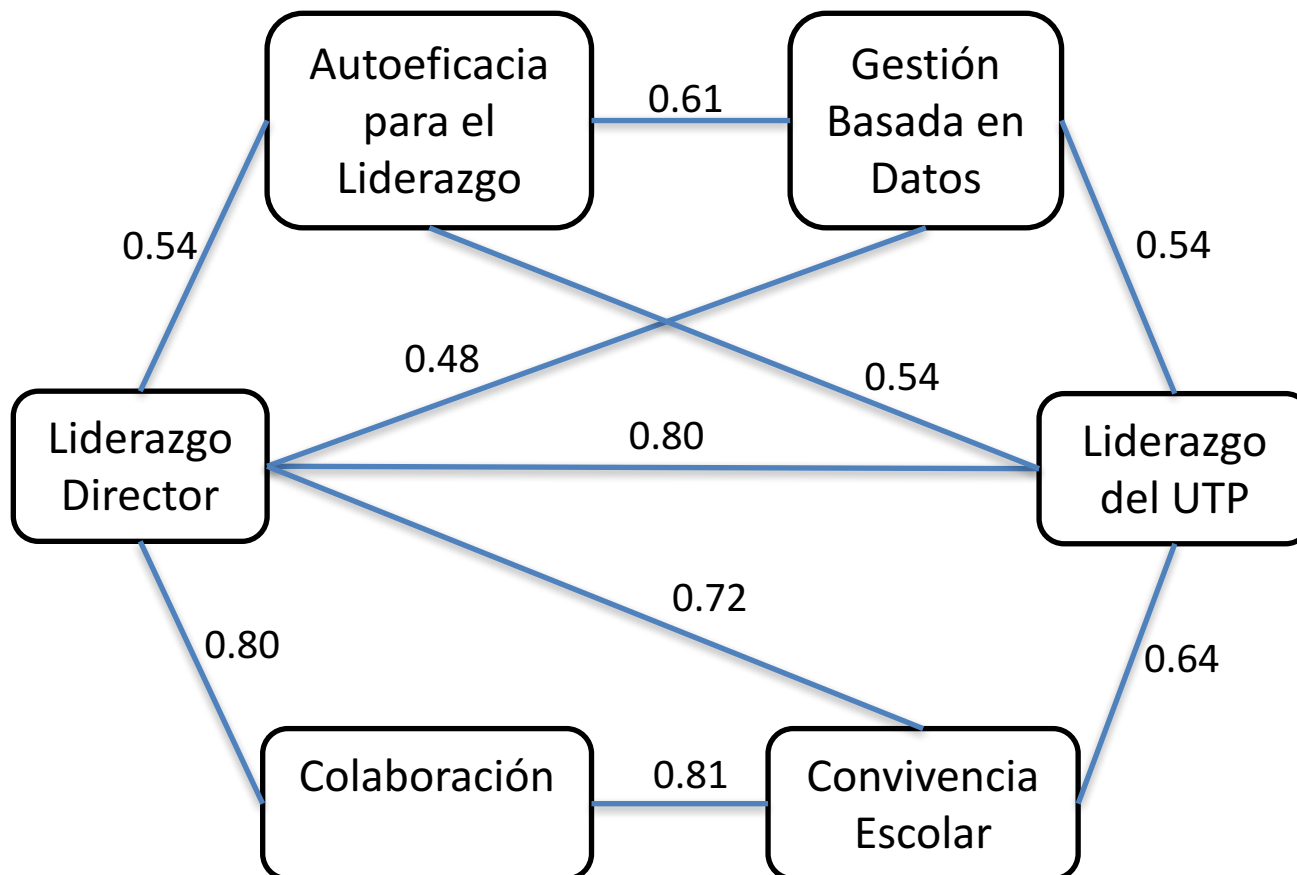 Autoeficacia
para el
Liderazgo
0.61
Gestión
Basada en
Datos
0.54
0.54
0.48
0.54
Liderazgo
Director
0.80
Liderazgo
del UTP
0.72
0.80
0.64
Colaboración
0.81
Convivencia
Escolar